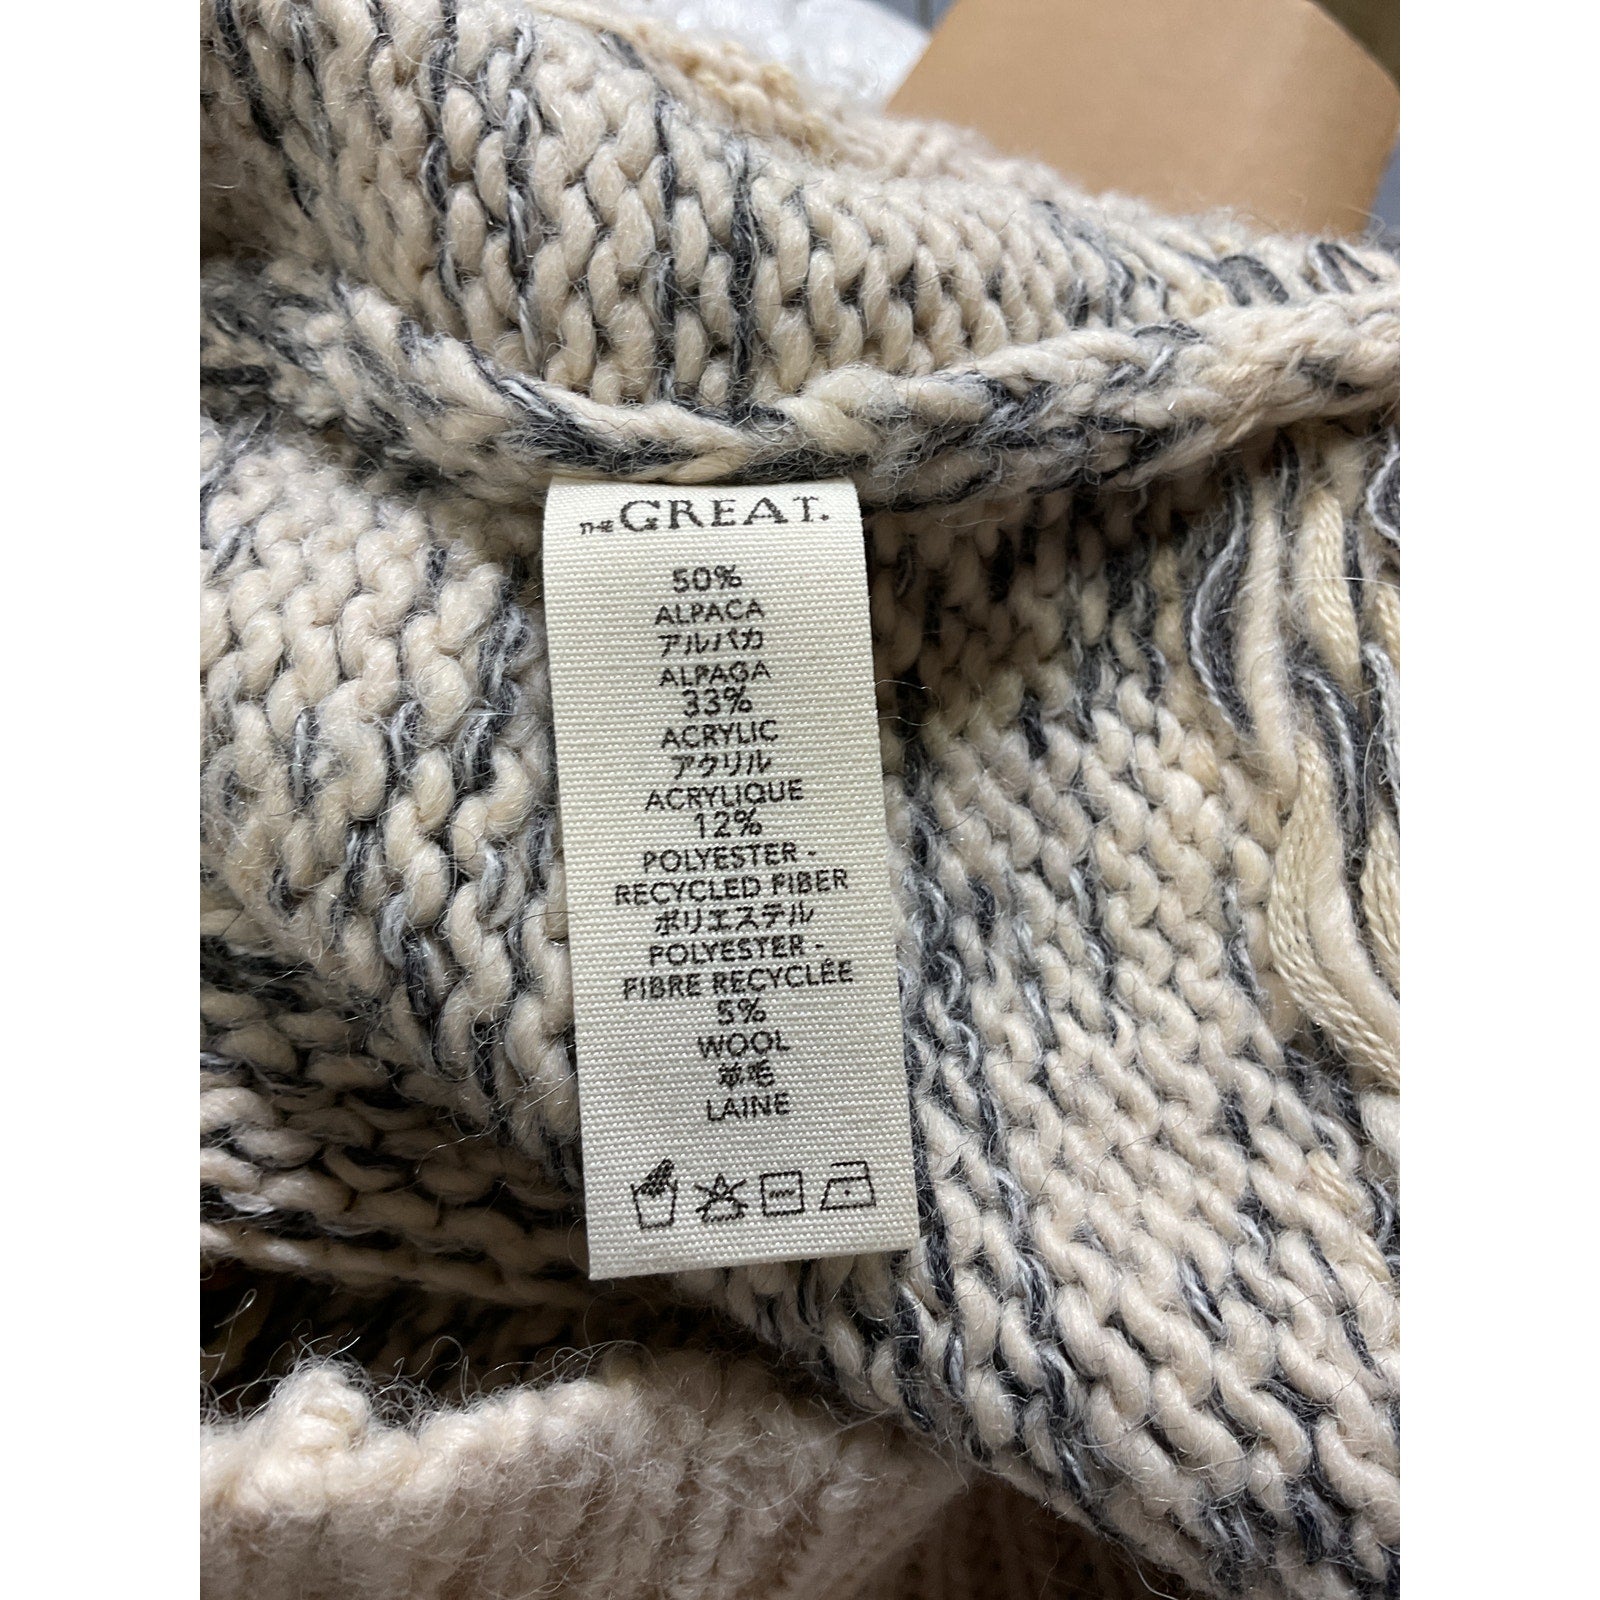 THE GREAT.
50%
ALPACA
アルパカ
ALPAGA
33%
ACRYLIC
アクリル
ACRYLIQUE
12%
POLYESTER -
RECYCLED FIBER
ポリエステル
POLYESTER -
FIBRE RECYCLÉE
5%
WOOL
羊毛
LAINE